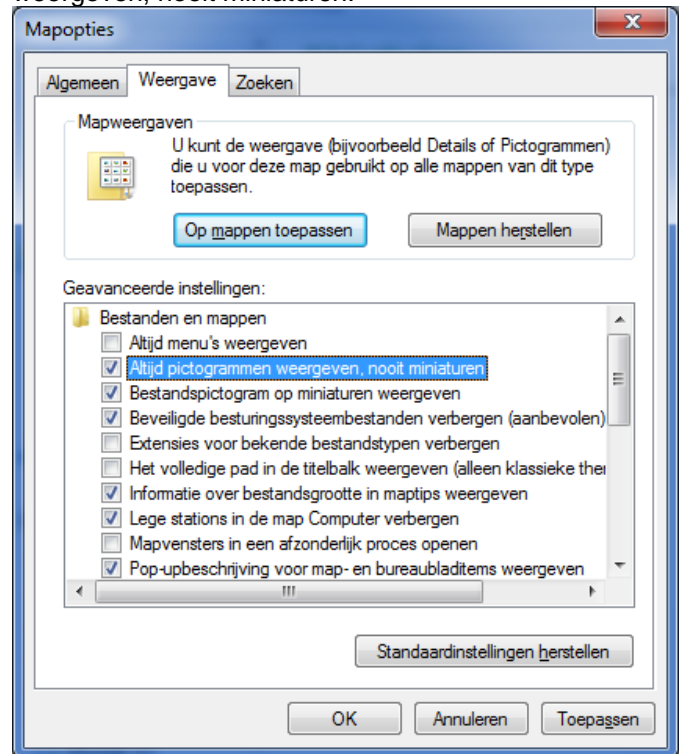 weergeven, nooit miniaturen.
Mapopties
Algemeen
Weergave
Zoeken
Mapweergaven
U kunt de weergave (bijvoorbeeld Details of Pictogrammen)
die u voor deze map gebruikt op alle mappen van dit type
toepassen.
Op mappen toepassen
Mappen herstellen
Geavanceerde instellingen:
Bestanden en mappen
Altijd menu's weergeven
Altijd pictogrammen weergeven, nooit miniaturen
Bestandspictogram op miniaturen weergeven
Beveiligde besturingssysteembestanden verbergen (aanbevolen)
Extensies voor bekende bestandstypen verbergen
Het volledige pad in de titelbalk weergeven (alleen klassieke
Informatie over bestandsgrootte in maptips weergeven
Lege stations in de map Computer verbergen
Mapvensters in een afzonderlijk proces openen
Pop-upbeschrijving voor map- en bureaubladitems weergeven
Standaardinstellingen herstellen
OK
Annuleren
Toepassen